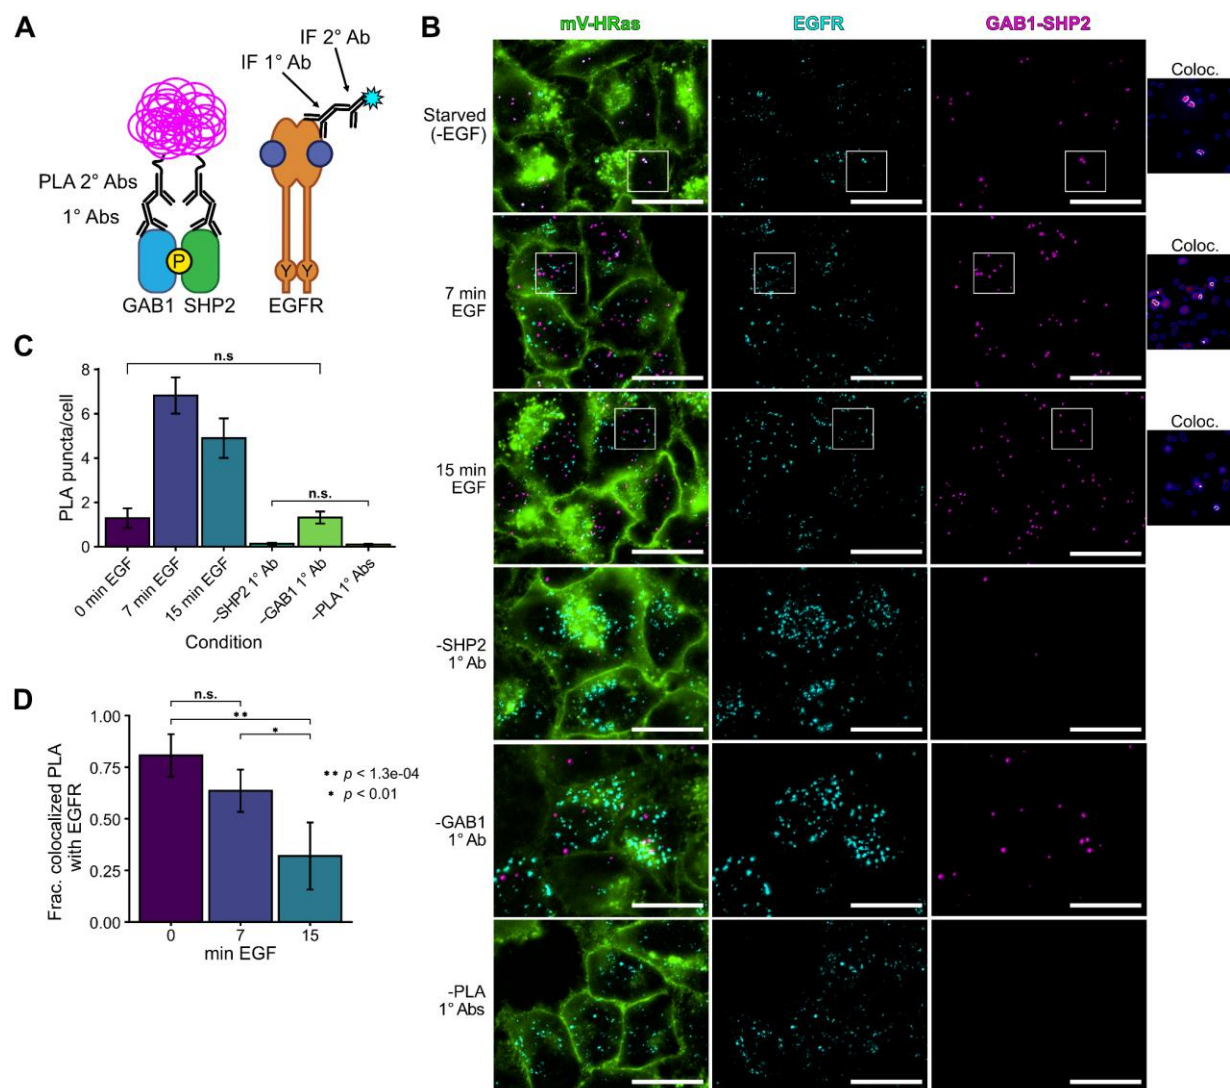 A
IF 2° Ab
IF 1° Ab
PLA 2° Abs
1° Abs
P
Y Y
GAB1 SHP2 EGFR
B
mV-HRas EGFR GAB1-SHP2
Coloc.
Starved
(-EGF)
7 min
EGF
Coloc.
15 min
EGF
Coloc.
-SHP2
1° Ab
-GAB1
1° Ab
-PLA
1° Abs
C
n.s
n.s.
PLA puncta/cell
8
6
4
2
0
0 min EGF
7 min EGF
15 min EGF
–SHP2 1° Ab
–GAB1 1° Ab
–PLA 1° Abs
Condition
D
n.s.
**
*
** p < 1.3e-04
* p < 0.01
Frac. colocalized PLA
with EGFR
1.00
0.75
0.50
0.25
0.00
0 7 15
min EGF